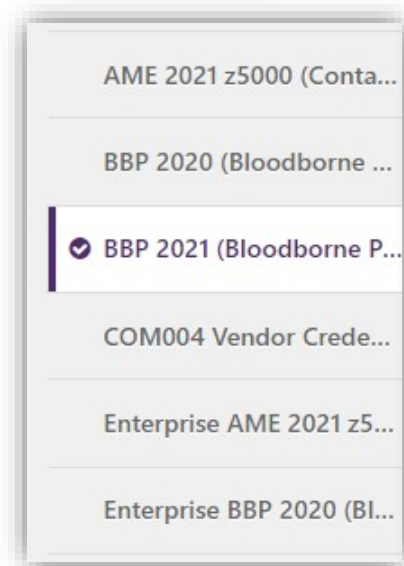 AME 2021 z5000 (Conta...
BBP 2020 (Bloodborne ...
BBP 2021 (Bloodborne P...
COM004 Vendor Crede...
Enterprise AME 2021 z5...
Enterprise BBP 2020 (Bl...